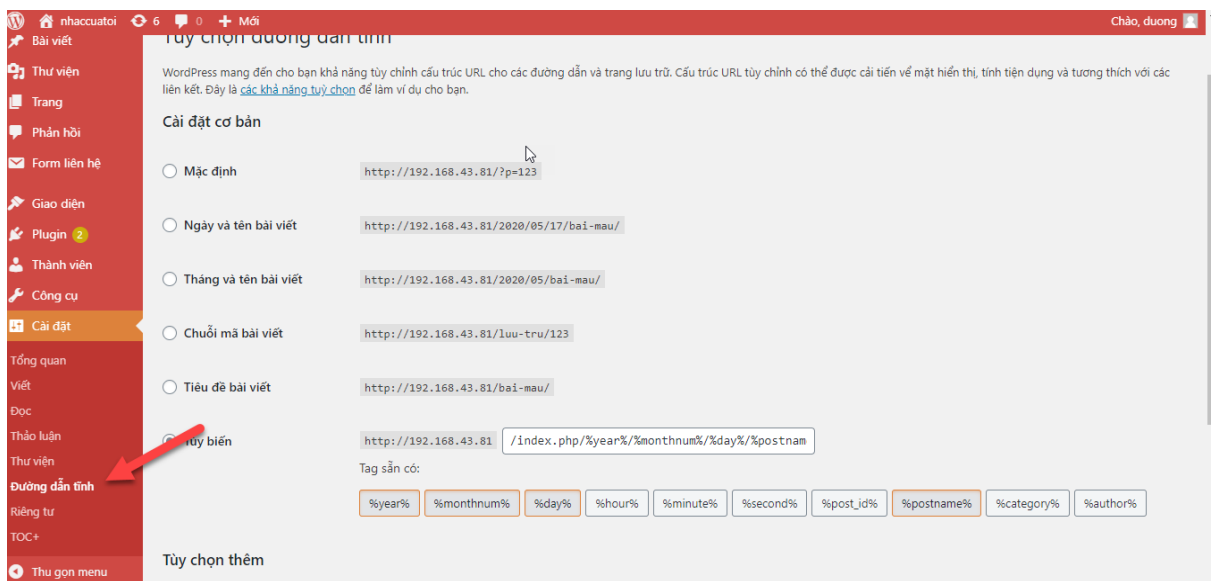 nhaccuatoi 6 0 + Mới Chào, duong
Bài viết
Thư viện
Trang
Phản hồi
Form liên hệ
Giao diện
Plugin 2
Thành viên
Công cụ
Cài đặt
Tổng quan
Viết
Đọc
Thảo luận
Thư viện
Đường dẫn tĩnh
Riêng tư
TOC+
Thu gọn menu
Tùy chọn đường dẫn tĩnh
WordPress mang đến cho bạn khả năng tùy chỉnh cấu trúc URL cho các đường dẫn và trang lưu trữ. Cấu trúc URL tùy chỉnh có thể được cải tiến về mặt hiển thị, tính tiện dụng và tương thích với các
liên kết. Đây là các khả năng tuỳ chọn để làm ví dụ cho bạn.
Cài đặt cơ bản
Mặc định http://192.168.43.81/?p=123
Ngày và tên bài viết http://192.168.43.81/2020/05/17/bai-mau/
Tháng và tên bài viết http://192.168.43.81/2020/05/bai-mau/
Chuỗi mã bài viết http://192.168.43.81/luu-tru/123
Tiêu đề bài viết http://192.168.43.81/bai-mau/
Tùy biến http://192.168.43.81 /index.php/%year%/%monthnum%/%day%/%postnam
Tag sẵn có:
%year% %monthnum% %day% %hour% %minute% %second% %post_id% %postname% %category% %author%
Tùy chọn thêm